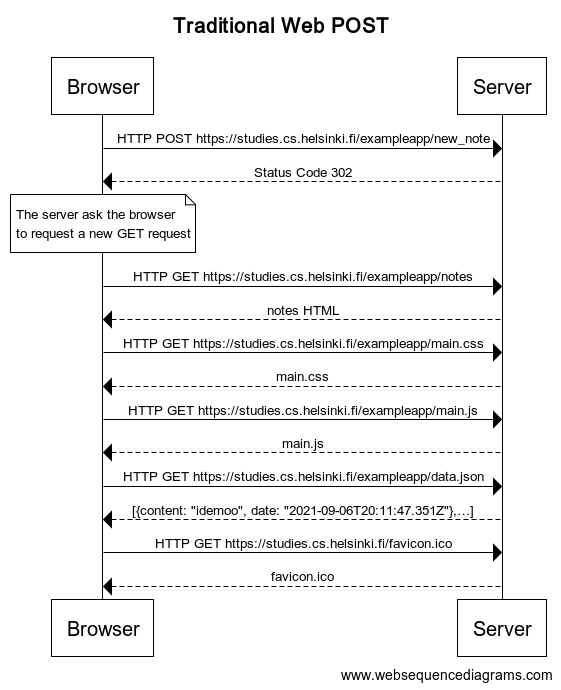 Traditional Web POST
Browser
Server
HTTP POST https://studies.cs.helsinki.fi/exampleapp/new_note
Status Code 302
The server ask the browser
to request a new GET request
HTTP GET https://studies.cs.helsinki.fi/exampleapp/notes
notes HTML
HTTP GET https://studies.cs.helsinki.fi/exampleapp/main.css
main.css
HTTP GET https://studies.cs.helsinki.fi/exampleapp/main.js
main.js
HTTP GET https://studies.cs.helsinki.fi/exampleapp/data.json
[{content: "idemoo", date: "2021-09-06T20:11:47.351Z"},…]
HTTP GET https://studies.cs.helsinki.fi/favicon.ico
favicon.ico
Browser
Server
www.websequencediagrams.com